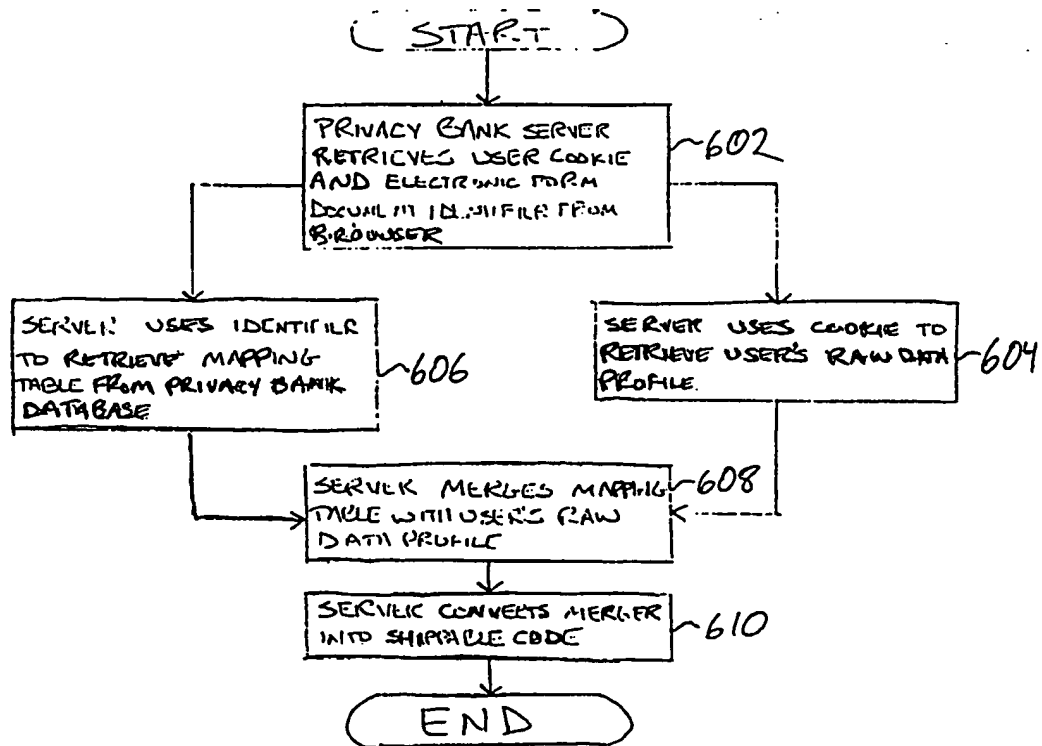 START
PRIVACY BANK SERVER
RETRIEVES USER COOKIE
AND ELECTRONIC FORM
DOCUMENT IDENTIFIER FROM
BROWSER
602
SERVER USES IDENTIFIER
TO RETRIEVE MAPPING
TABLE FROM PRIVACY BANK
DATABASE
606
SERVER USES COOKIE TO
RETRIEVE USER'S RAW DATA
PROFILE.
604
SERVER MERGES MAPPING
TABLE WITH USER'S RAW
DATA PROFILE
608
SERVER CONVERTS MERGER
INTO SHIPPABLE CODE
610
END